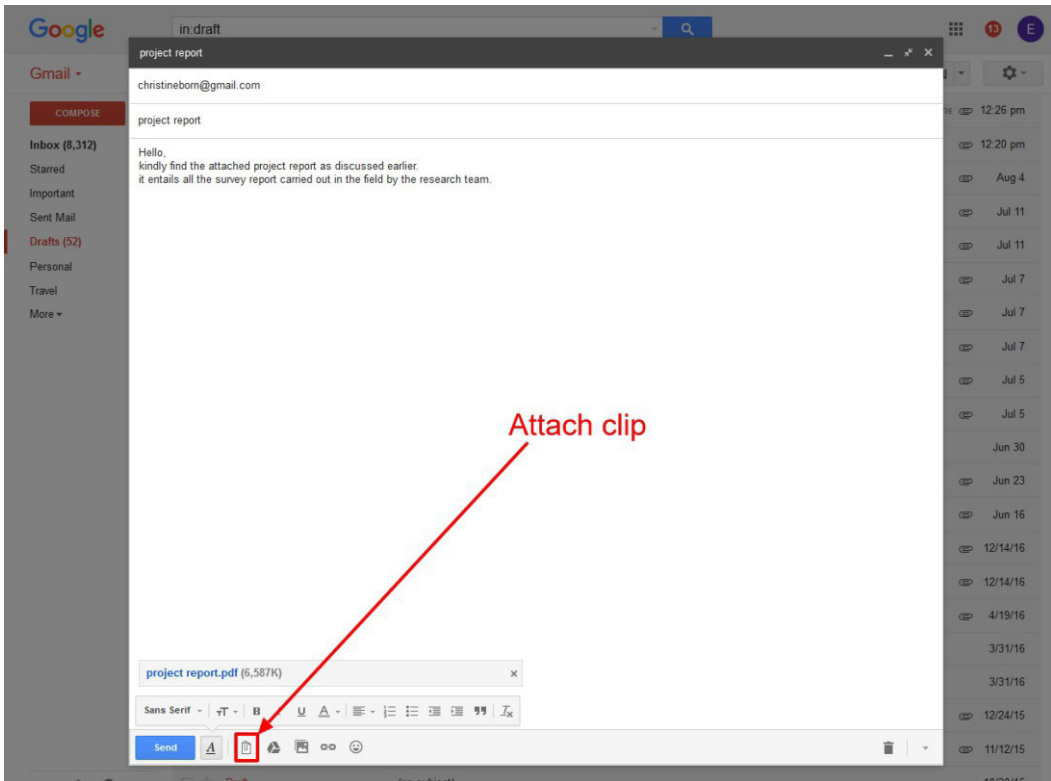 Google
in:draft
13
E
project report
Gmail
christineborn@gmail.com
COMPOSE
project report
12:26 pm
Inbox (8,312)
Hello,
12:20 pm
kindly find the attached project report as discussed earlier.
Starred
it entails all the survey report carried out in the field by the research team.
Aug 4
Important
Sent Mail
Jul 11
Drafts (52)
Jul 11
Personal
Jul 7
Travel
More
Jul 7
Jul 7
Jul 5
Jul 5
Attach clip
Jun 30
Jun 23
Jun 16
12/14/16
12/14/16
4/19/16
3/31/16
project report.pdf (6,587K)
3/31/16
Sans Serif
B U A
12/24/15
Send A
11/12/15